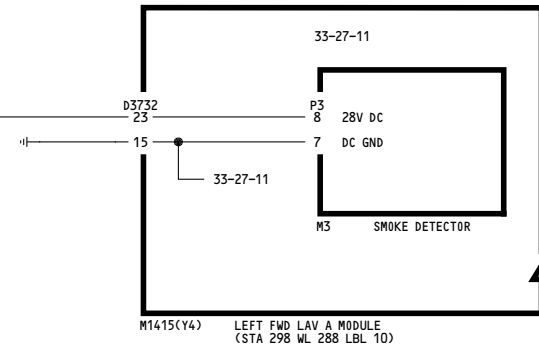 33-27-11
D3732 P3
23 8 28V DC
15 7 DC GND
33-27-11
M3 SMOKE DETECTOR
M1415(Y4) LEFT FWD LAV A MODULE
(STA 298 WL 288 LBL 10)